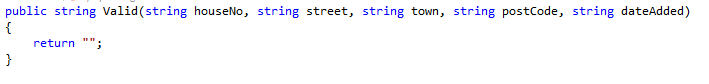 public string Valid(string houseNo, string street, string town, string postCode, string dateAdded)
{
    return "";
}